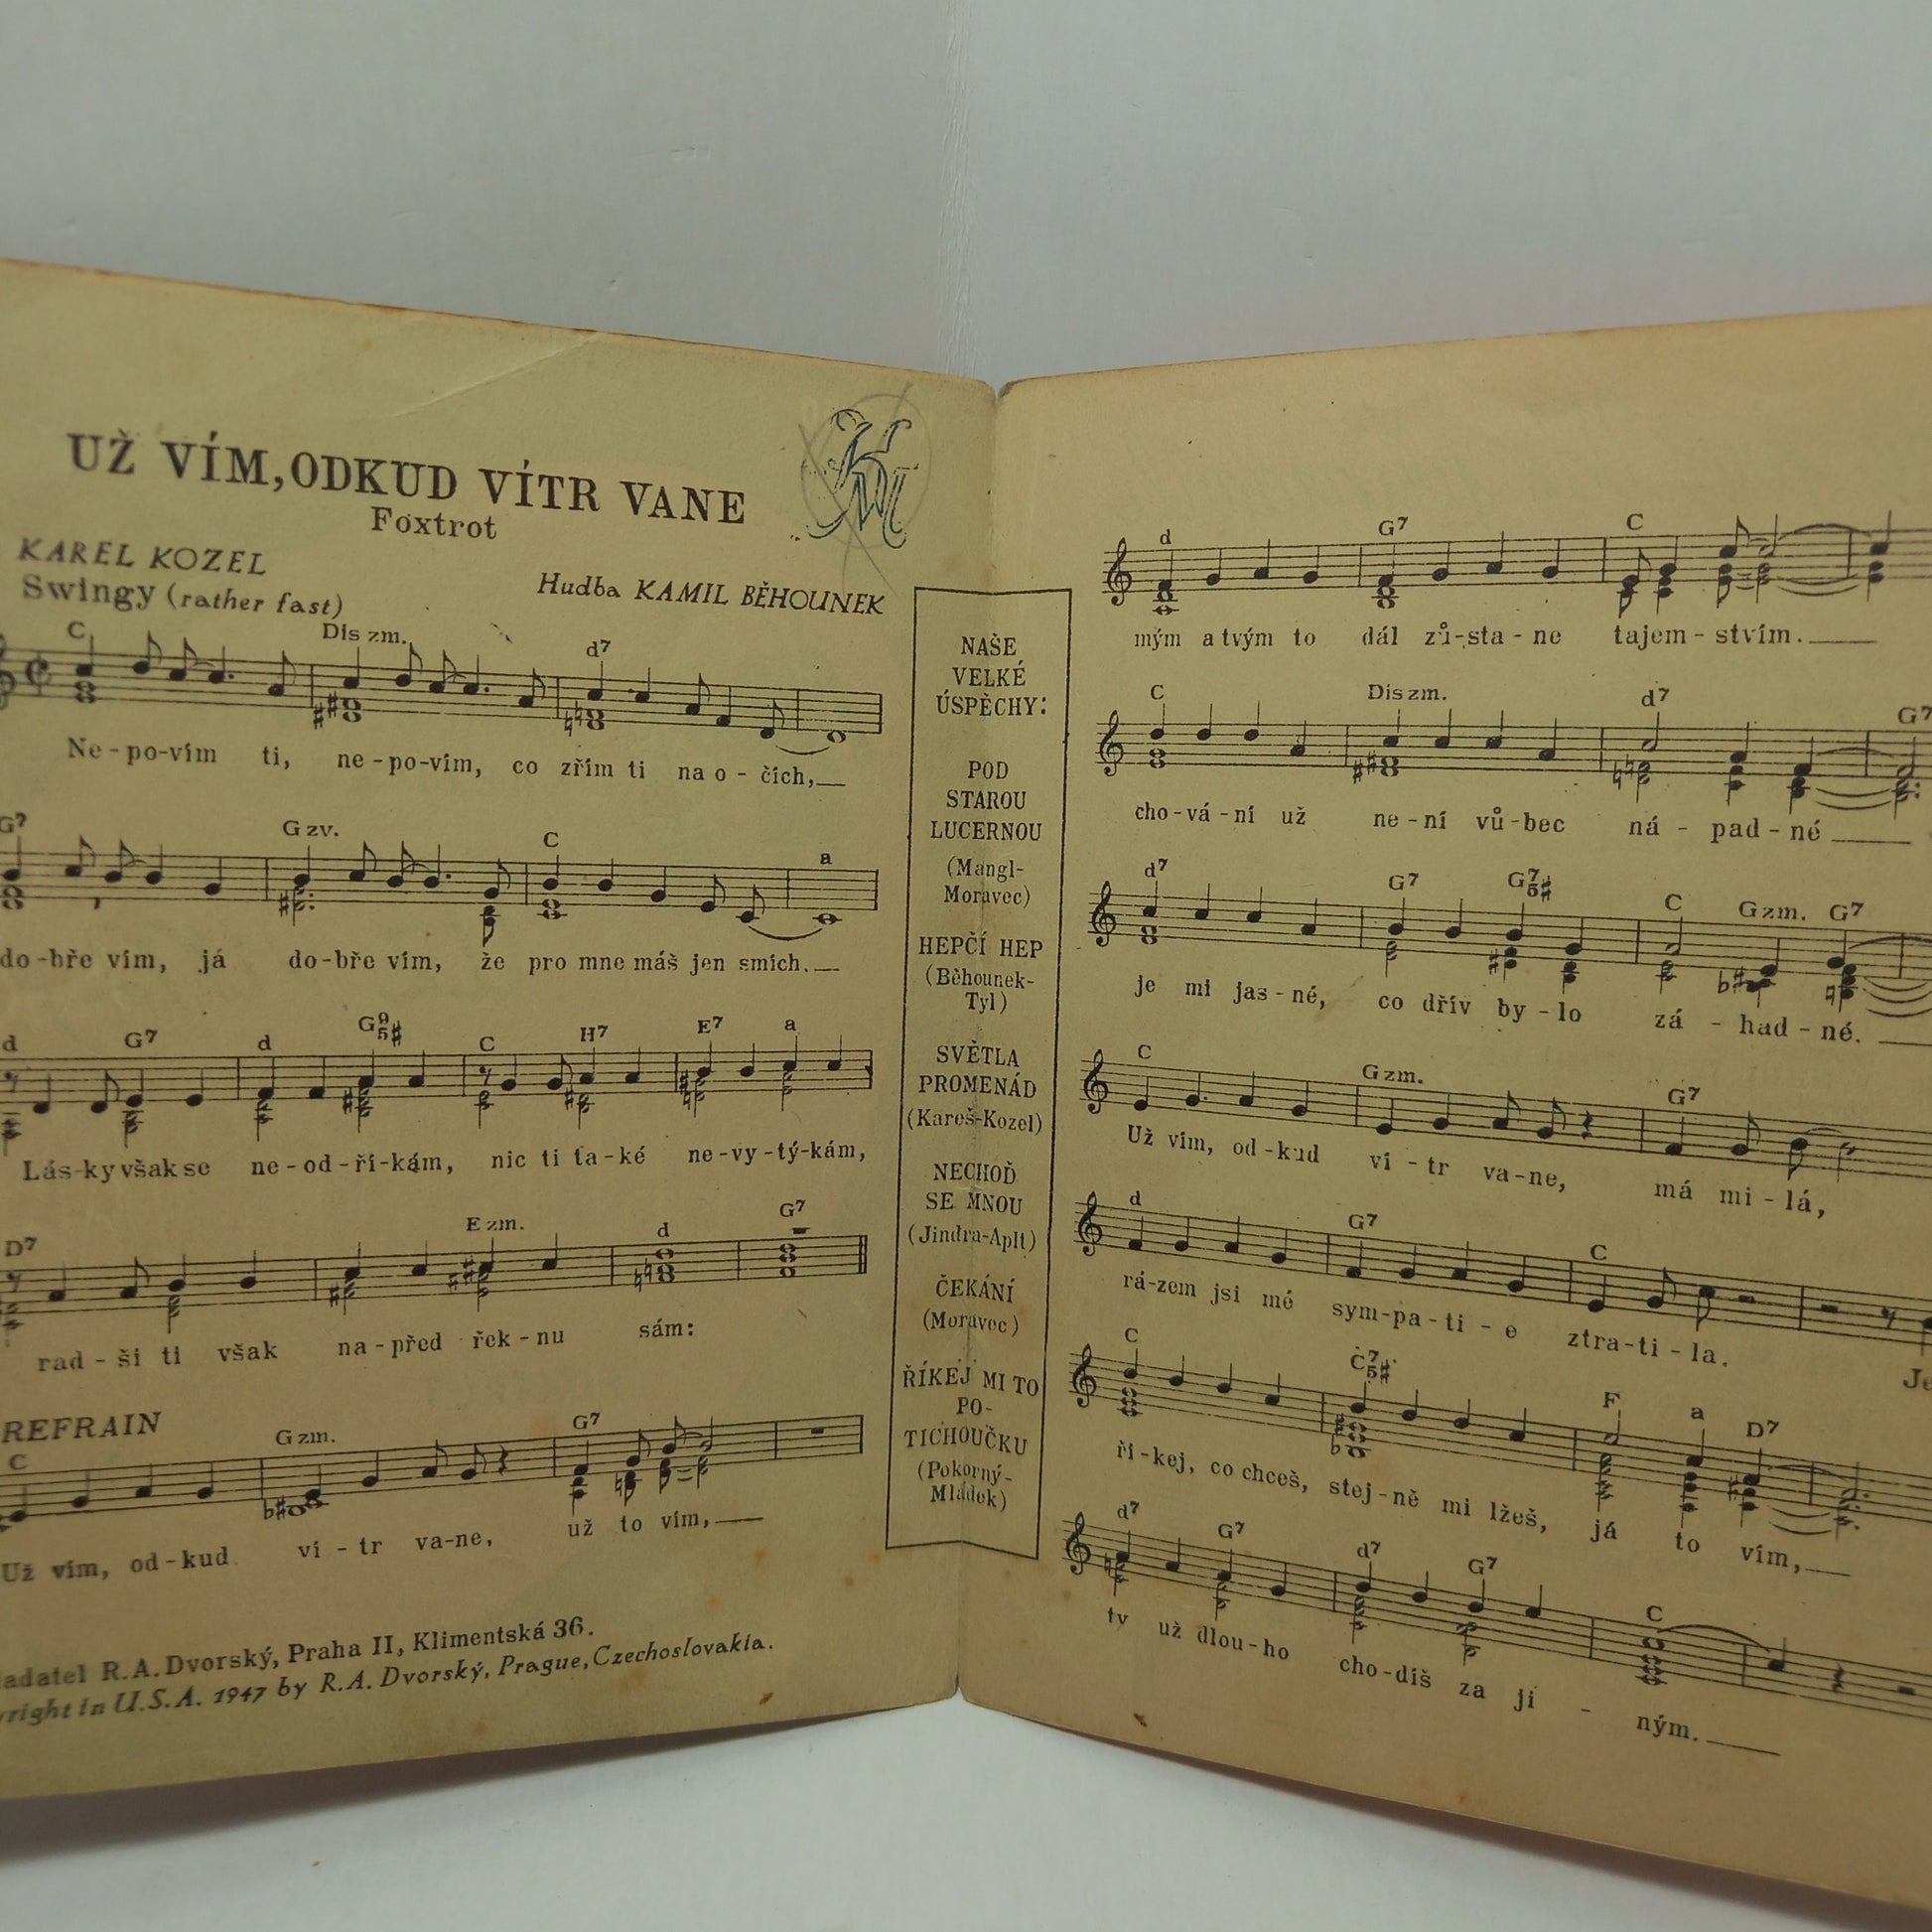 UŽ VÍM, ODKUD VÍTR VANE
Foxtrot
KAREL KOZEL
Swingy (rather fast)
Hudba KAMIL BĚHOUNEK
C Dis zm. d7
Ne-po-vím ti, ne-po-vím, co zřím ti na o-čích,
G7 G zv. C a
do-bře vím, já do-bře vím, že pro mne máš jen smích.
d G7 d G9 5♯ C H7 E7 a
Lás-ky však se ne-od-ří-kám, nic ti ta-ké ne-vy-tý-kám,
D7 E zm. d G7
rad-ši ti však na-před řek-nu sám:
REFRAIN
C G zm. G7
Už vím, od-kud ví-tr va-ne, už to vím,
R.A. Dvorský, Praha II, Klimentská 36.
in U.S.A. 1947 by R.A. Dvorský, Prague, Czechoslovakia.
NAŠE
VELKÉ
ÚSPĚCHY:
POD
STAROU
LUCERNOU
(Mangl-
Moravec)
HEPČÍ HEP
(Běhounek-
Tyl)
SVĚTLA
PROMENÁD
(Kareš-Kozel)
NECHOĎ
SE MNOU
(Jindra-Aplt)
ČEKÁNÍ
(Moravec)
ŘÍKEJ MI TO
PO-
TICHOUČKU
(Pokorný-
Mládek)
d G7 C
mým a tvým to dál zů-sta-ne tajem-stvím.
C Dis zm. d7 G7
cho-vá-ní už ne-ní vů-bec ná-pad-né
d7 G7 G7 5♯ C G zm. G7
je mi jas-né, co dřív by-lo zá-had-né.
C G zm. G7
Už vím, od-kud ví-tr va-ne, má mi-lá,
d G7 C
rá-zem jsi mé sym-pa-ti-e ztra-ti-la. Je
C C7 5♯ F a D7
ří-kej, co chceš, stej-ně mi lžeš, já to vím,
d7 G7 d7 G7 C
ty už dlou-ho cho-díš za ji-ným.